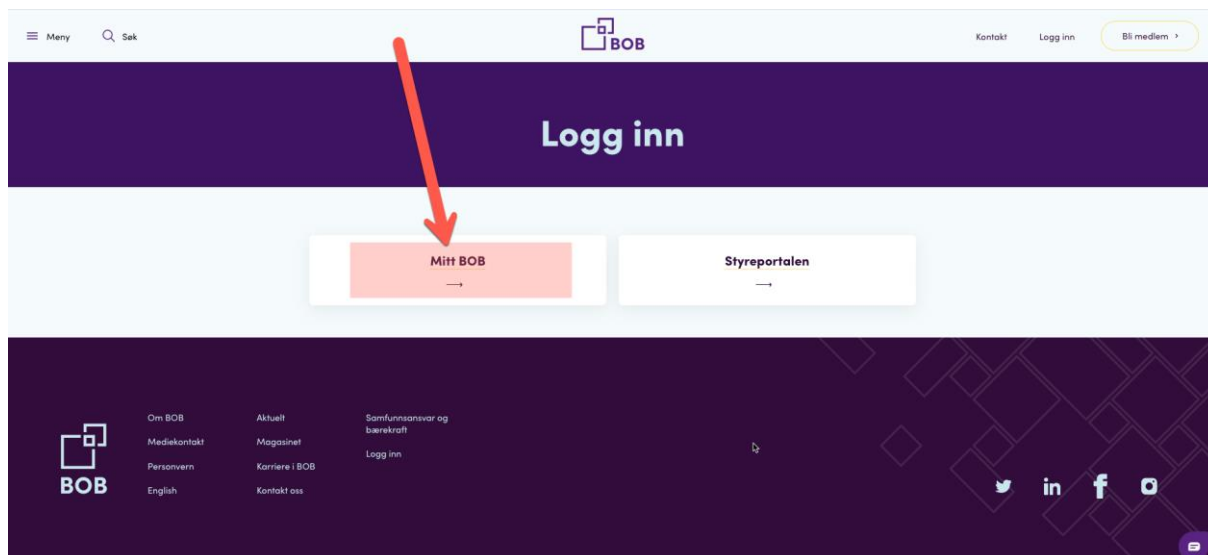 Meny
Søk
BOB
Kontakt
Logg inn
Bli medlem
Logg inn
Mitt BOB
Styreportalen
BOB
Om BOB
Mediekontakt
Personvern
English
Aktuelt
Magasinet
Karriere i BOB
Kontakt oss
Samfunnsansvar og
bærekraft
Logg inn